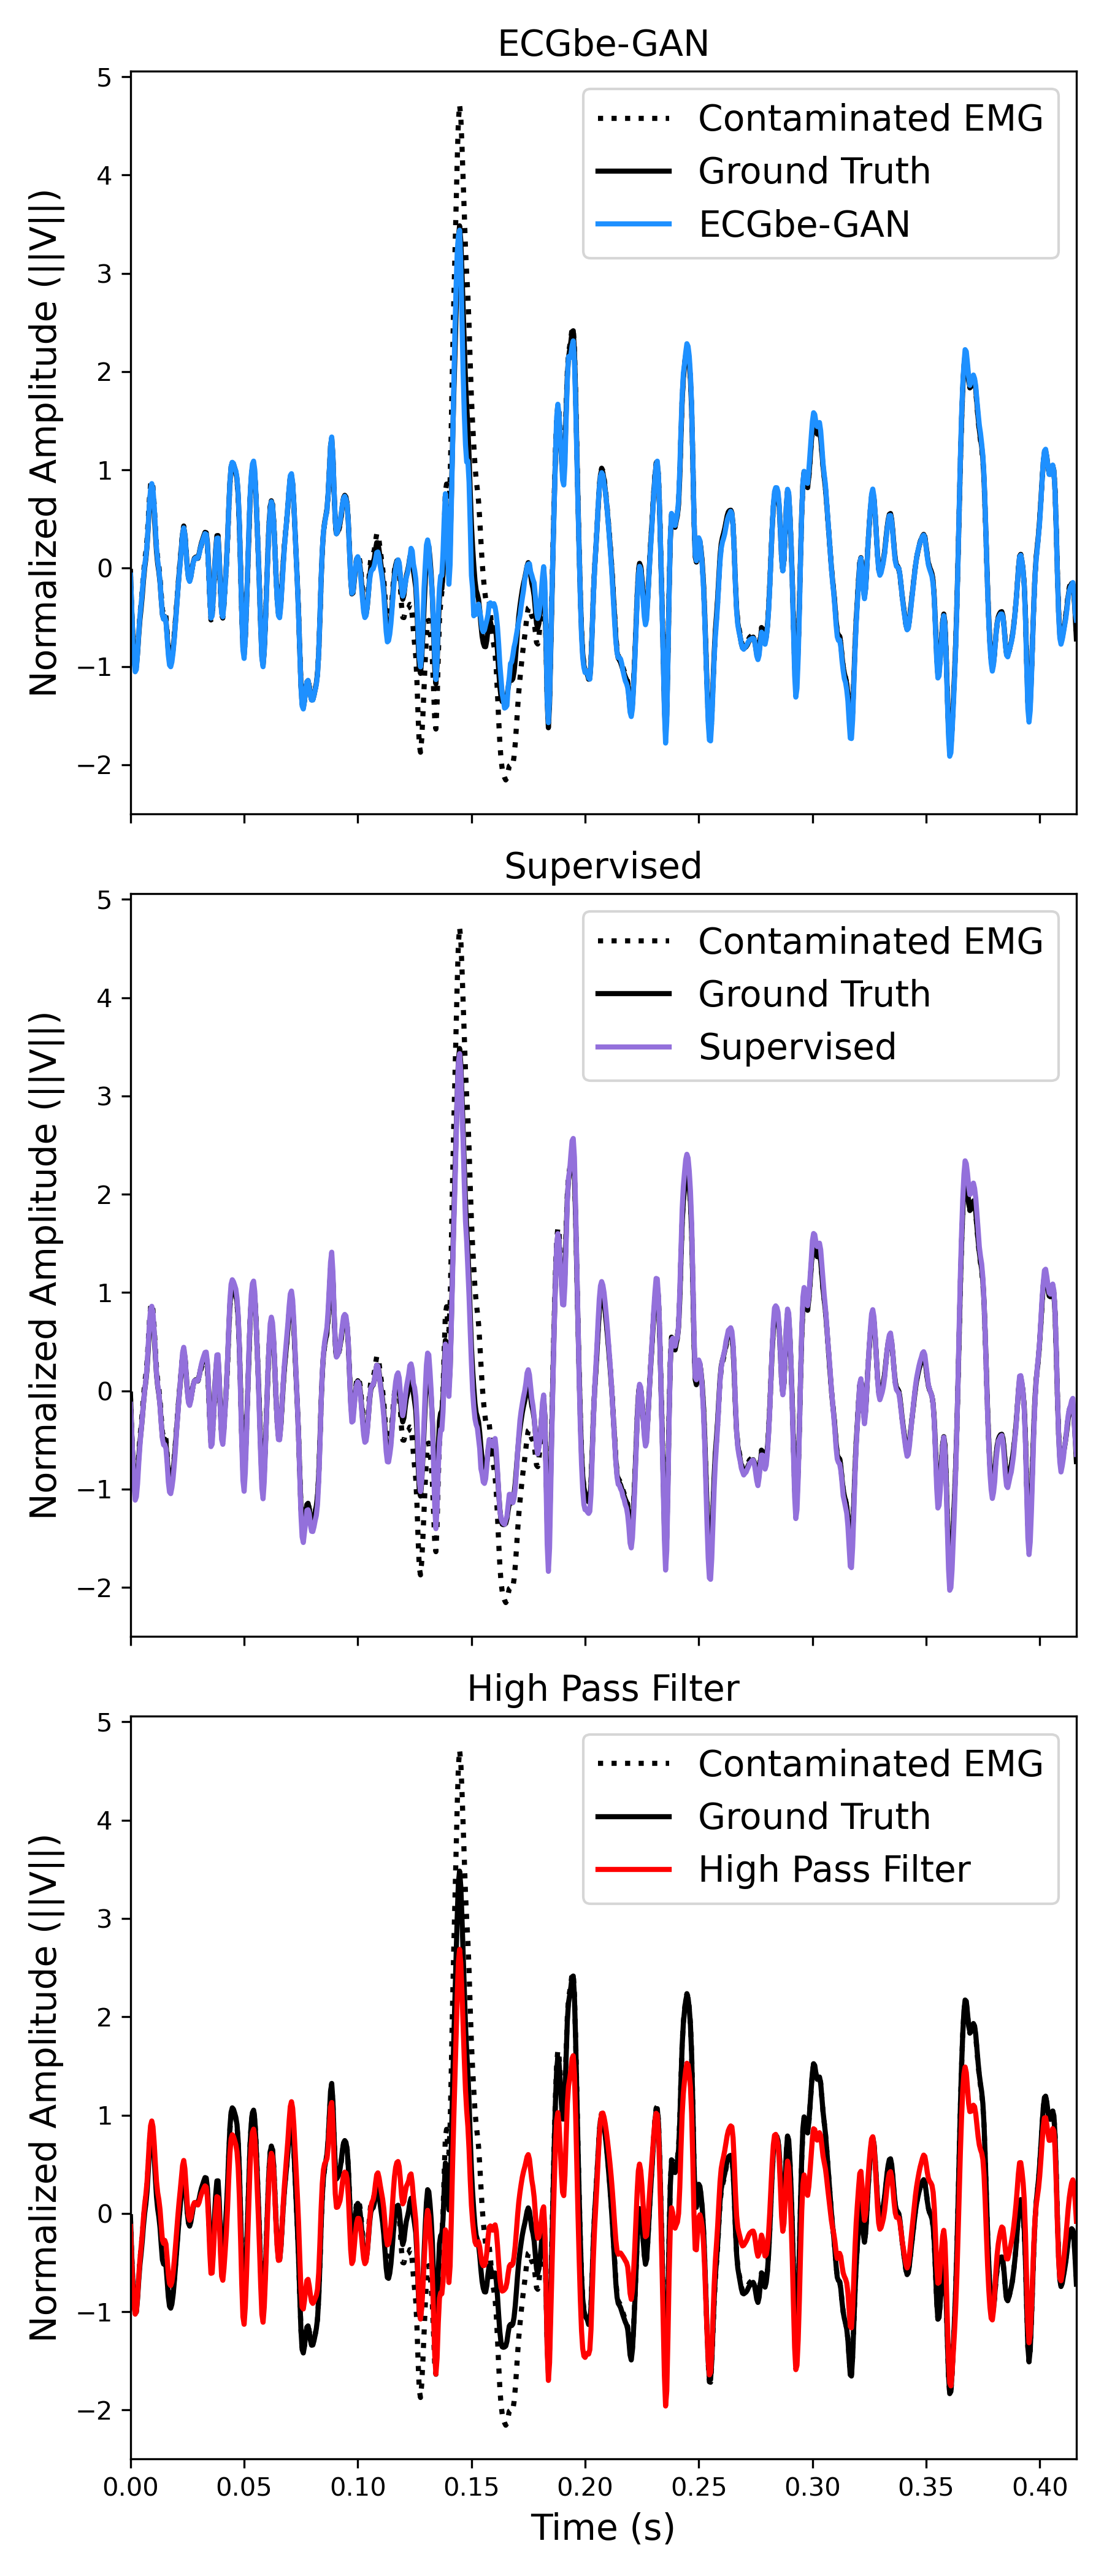 ECGbe-GAN
Normalized Amplitude (||V||)
5
4
3
2
1
0
−1
−2
Contaminated EMG
Ground Truth
ECGbe-GAN
Supervised
Normalized Amplitude (||V||)
5
4
3
2
1
0
−1
−2
Contaminated EMG
Ground Truth
Supervised
High Pass Filter
Normalized Amplitude (||V||)
5
4
3
2
1
0
−1
−2
Contaminated EMG
Ground Truth
High Pass Filter
0.00 0.05 0.10 0.15 0.20 0.25 0.30 0.35 0.40
Time (s)